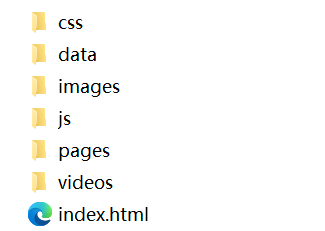 css
data
images
js
pages
videos
index.html